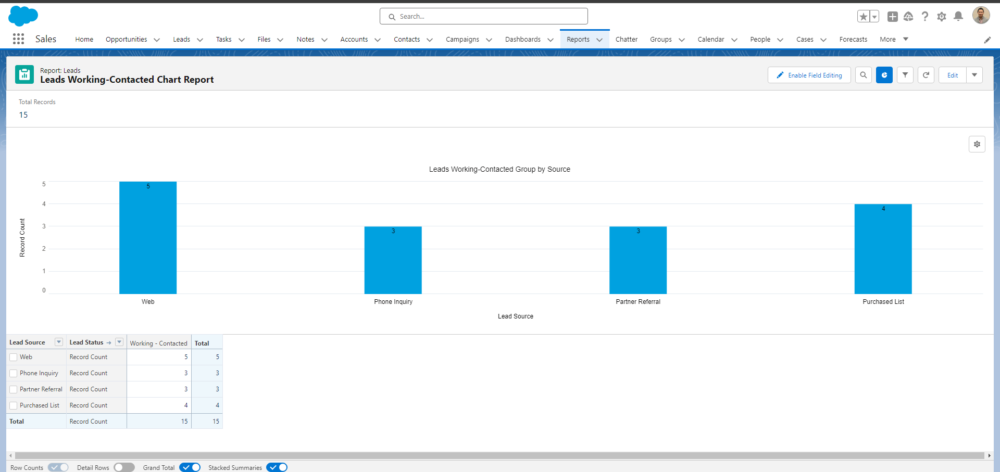 Search...
Sales
Home Opportunities Leads Tasks Files Notes Accounts Contacts Campaigns Dashboards Reports Chatter Groups Calendar People Cases Forecasts More
Report: Leads
Leads Working-Contacted Chart Report
Enable Field Editing Edit
Total Records
15
Leads Working-Contacted Group by Source
Record Count
5
4
3
2
1
0
5
3
3
4
Web Phone Inquiry Partner Referral Purchased List
Lead Source
Lead Source Lead Status → Working - Contacted Total
Web Record Count 5 5
Phone Inquiry Record Count 3 3
Partner Referral Record Count 3 3
Purchased List Record Count 4 4
Total Record Count 15 15
Row Counts Detail Rows Grand Total Stacked Summaries